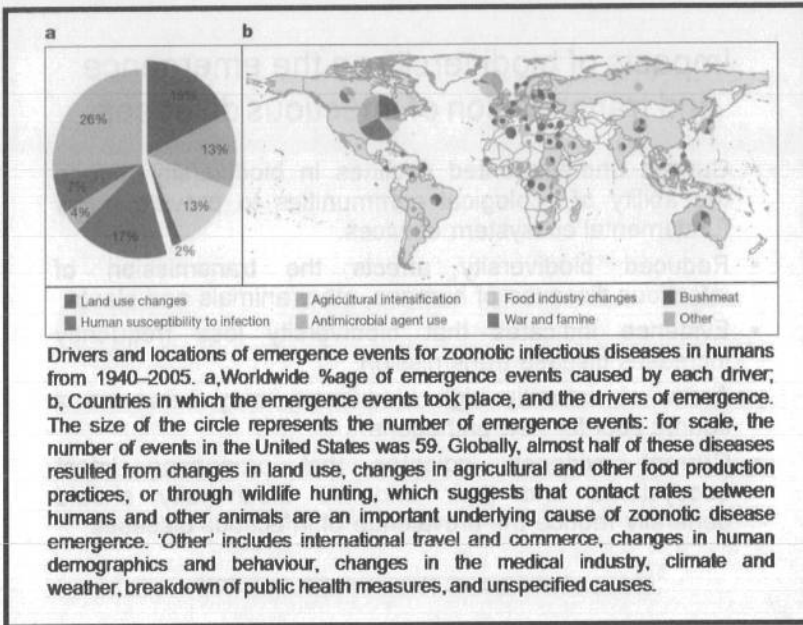 a b
18%
26%
13%
7%
4%
13%
17%
2%
Land use changes Agricultural intensification Food industry changes Bushmeat
Human susceptibility to infection Antimicrobial agent use War and famine Other
Drivers and locations of emergence events for zoonotic infectious diseases in humans
from 1940–2005. a,Worldwide %age of emergence events caused by each driver;
b, Countries in which the emergence events took place, and the drivers of emergence.
The size of the circle represents the number of emergence events: for scale, the
number of events in the United States was 59. Globally, almost half of these diseases
resulted from changes in land use, changes in agricultural and other food production
practices, or through wildlife hunting, which suggests that contact rates between
humans and other animals are an important underlying cause of zoonotic disease
emergence. 'Other' includes international travel and commerce, changes in human
demographics and behaviour, changes in the medical industry, climate and
weather, breakdown of public health measures, and unspecified causes.